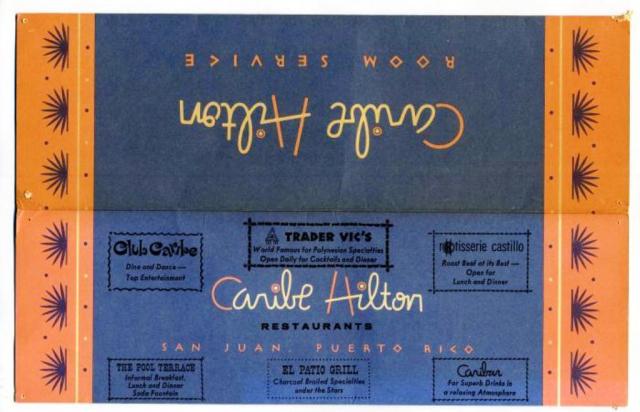 Caribe Hilton
ROOM SERVICE
Club Caribe
Dine and Dance —
Top Entertainment
TRADER VIC'S
World Famous for Polynesian Specialties
Open Daily for Cocktails and Dinner
rotisserie castillo
Roast Beef at its Best —
Open for
Lunch and Dinner
Caribe Hilton
RESTAURANTS
SAN JUAN, PUERTO RICO
THE POOL TERRACE
Informal Breakfast,
Lunch and Dinner
Soda Fountain
EL PATIO GRILL
Charcoal Broiled Specialties
under the Stars
Caribar
For Superb Drinks in
a relaxing Atmosphere